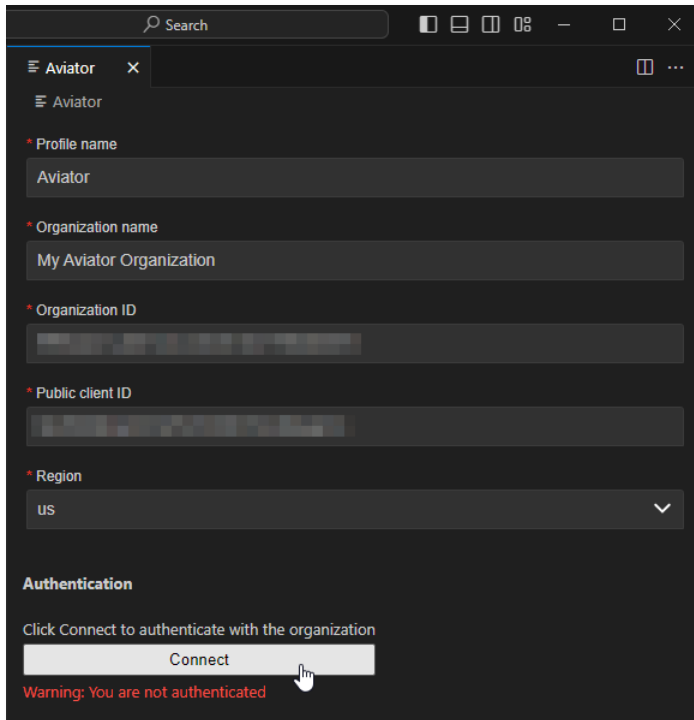 Search
Aviator
Aviator
* Profile name
Aviator
* Organization name
My Aviator Organization
* Organization ID
* Public client ID
* Region
us
Authentication
Click Connect to authenticate with the organization
Connect
Warning: You are not authenticated